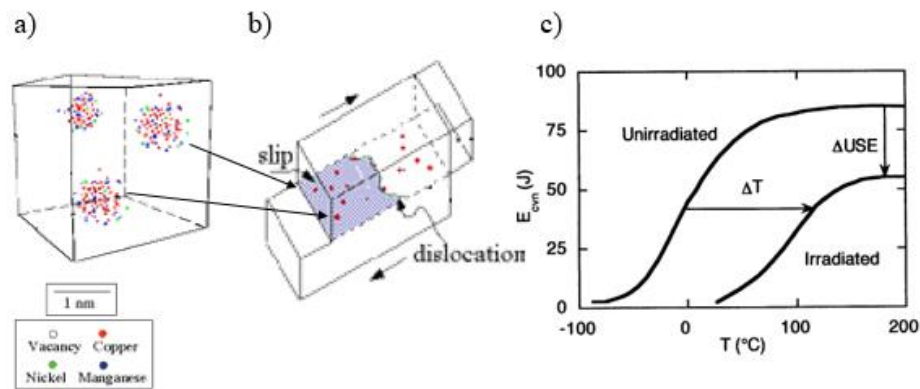 a)
b)
c)
slip
dislocation
1 nm
Vacancy Copper
Nickel Manganese
100
75
50
25
0
E_cvn (J)
Unirradiated
ΔUSE
ΔT
Irradiated
-100 0 100 200
T (°C)